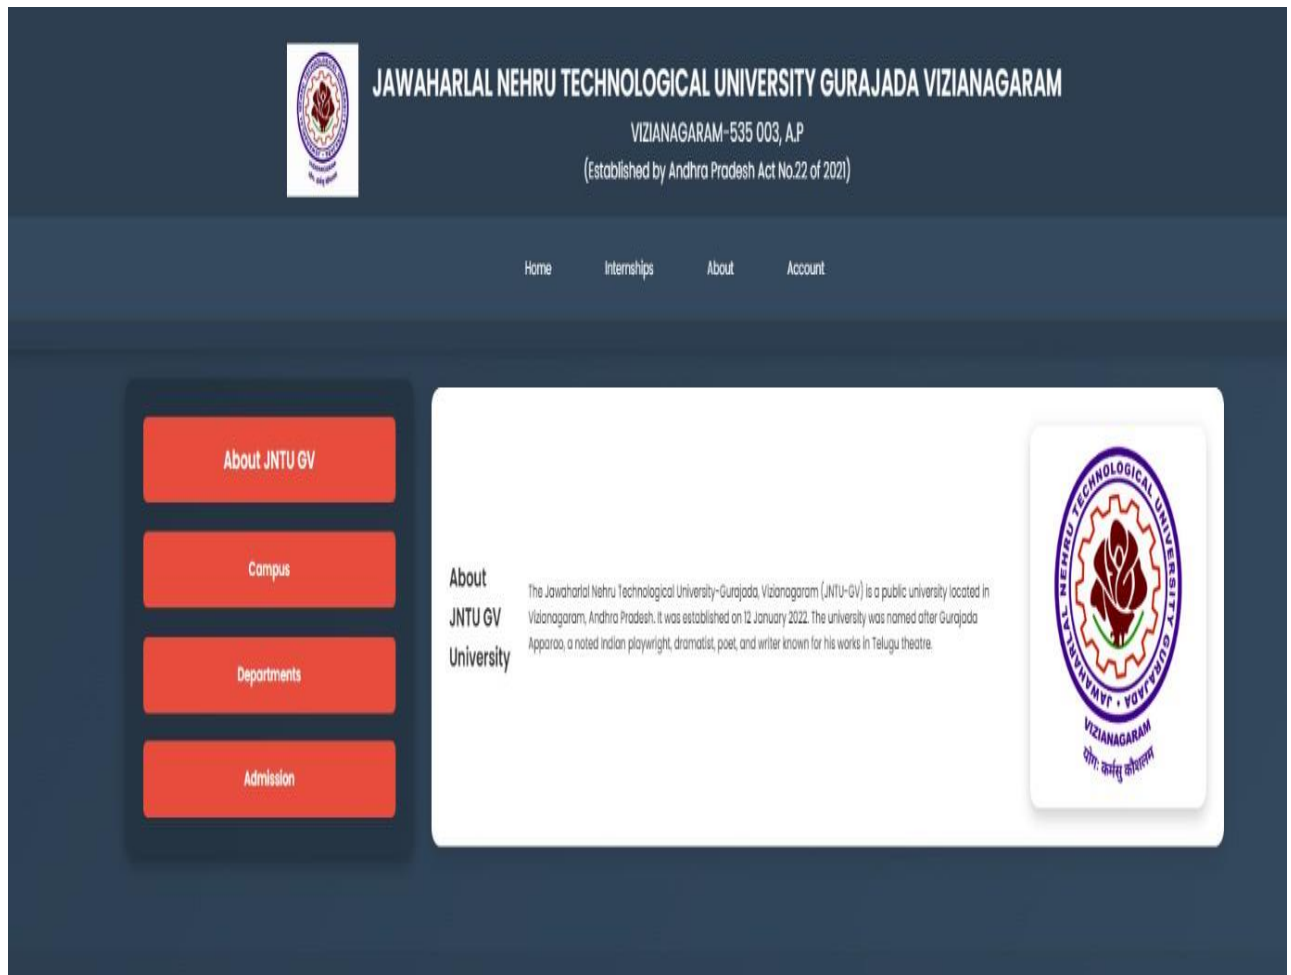 JAWAHARLAL NEHRU TECHNOLOGICAL UNIVERSITY GURAJADA VIZIANAGARAM
VIZIANAGARAM-535 003, A.P
(Established by Andhra Pradesh Act No.22 of 2021)
Home
Internships
About
Account
About JNTU GV
Campus
Departments
Admission
About
JNTU GV
University
The Jawaharlal Nehru Technological University-Gurajada, Vizianagaram (JNTU-GV) is a public university located in
Vizianagaram, Andhra Pradesh. It was established on 12 January 2022. The university was named after Gurajada
Apparao, a noted Indian playwright, dramatist, poet, and writer known for his works in Telugu theatre.
JAWAHARLAL NEHRU TECHNOLOGICAL UNIVERSITY GURAJADA
VIZIANAGARAM
योगः कर्मसु कौशलम्